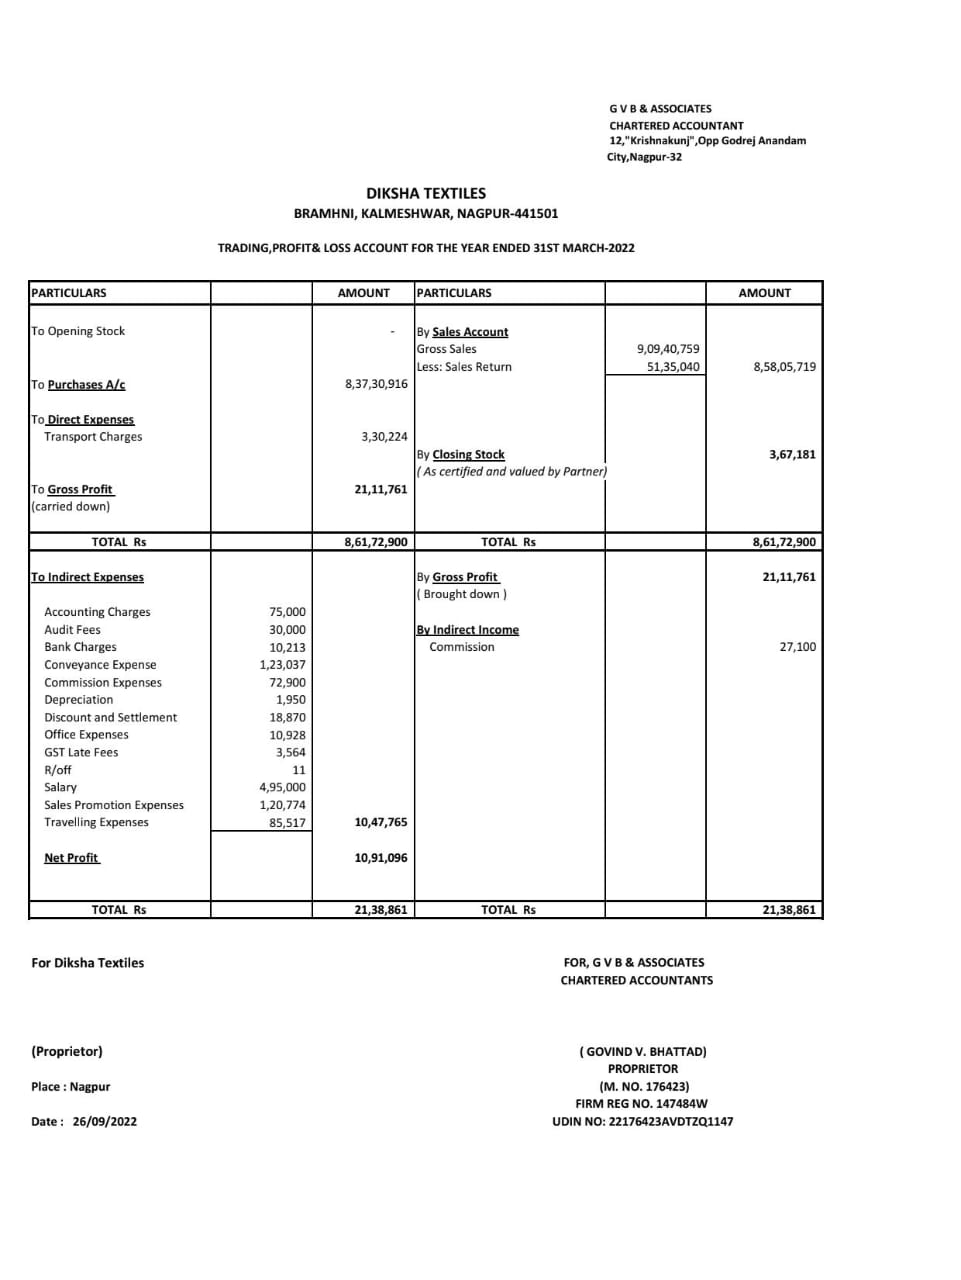 G V B & ASSOCIATES
CHARTERED ACCOUNTANT
12,"Krishnakunj",Opp Godrej Anandam
City,Nagpur-32
DIKSHA TEXTILES
BRAMHNI, KALMESHWAR, NAGPUR-441501
TRADING,PROFIT& LOSS ACCOUNT FOR THE YEAR ENDED 31ST MARCH-2022
PARTICULARS AMOUNT PARTICULARS AMOUNT
To Opening Stock - By Sales Account
Gross Sales 9,09,40,759
Less: Sales Return 51,35,040 8,58,05,719
To Purchases A/c 8,37,30,916
To Direct Expenses
Transport Charges 3,30,224
By Closing Stock 3,67,181
( As certified and valued by Partner)
To Gross Profit 21,11,761
(carried down)
TOTAL Rs 8,61,72,900 TOTAL Rs 8,61,72,900
To Indirect Expenses By Gross Profit 21,11,761
( Brought down )
Accounting Charges 75,000
Audit Fees 30,000 By Indirect Income
Bank Charges 10,213 Commission 27,100
Conveyance Expense 1,23,037
Commission Expenses 72,900
Depreciation 1,950
Discount and Settlement 18,870
Office Expenses 10,928
GST Late Fees 3,564
R/off 11
Salary 4,95,000
Sales Promotion Expenses 1,20,774
Travelling Expenses 85,517 10,47,765
Net Profit 10,91,096
TOTAL Rs 21,38,861 TOTAL Rs 21,38,861
For Diksha Textiles FOR, G V B & ASSOCIATES
CHARTERED ACCOUNTANTS
(Proprietor) ( GOVIND V. BHATTAD)
PROPRIETOR
Place : Nagpur (M. NO. 176423)
FIRM REG NO. 147484W
Date : 26/09/2022 UDIN NO: 22176423AVDTZQ1147